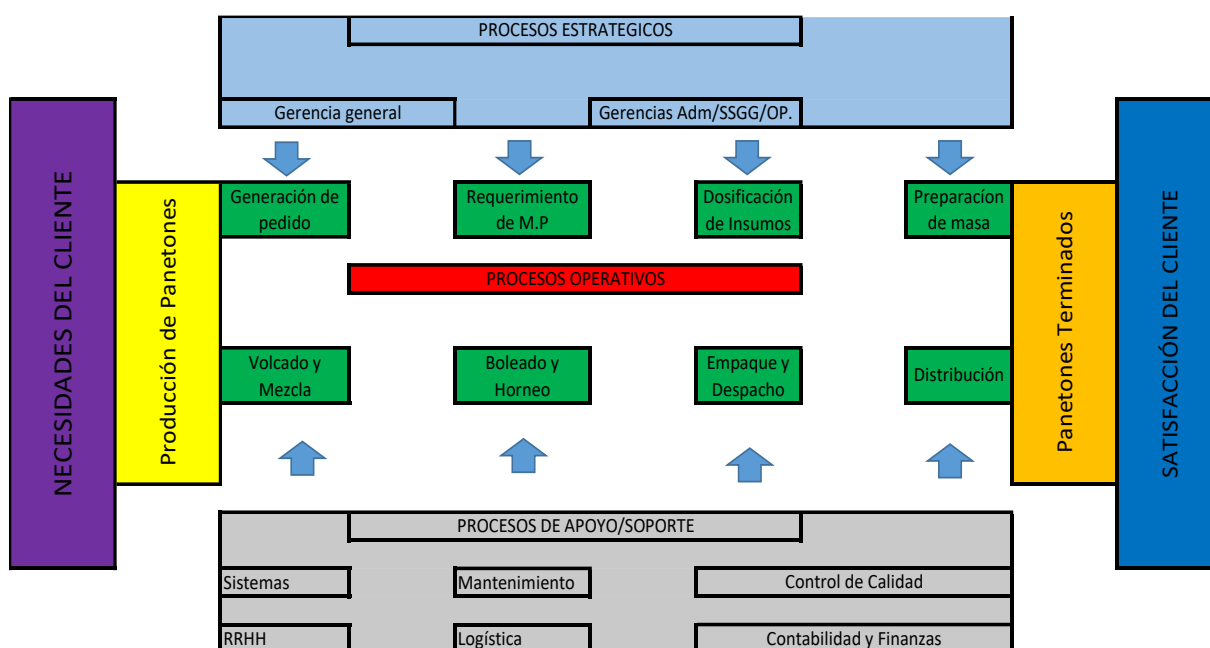 PROCESOS ESTRATEGICOS
Gerencia general
Gerencias Adm/SSGG/OP.
NECESIDADES DEL CLIENTE
Producción de Panetones
Generación de
pedido
Requerimiento
de M.P
Dosificación
de Insumos
Preparacíon
de masa
PROCESOS OPERATIVOS
Volcado y
Mezcla
Boleado y
Horneo
Empaque y
Despacho
Distribución
Panetones Terminados
SATISFACCIÓN DEL CLIENTE
PROCESOS DE APOYO/SOPORTE
Sistemas
Mantenimiento
Control de Calidad
RRHH
Logística
Contabilidad y Finanzas